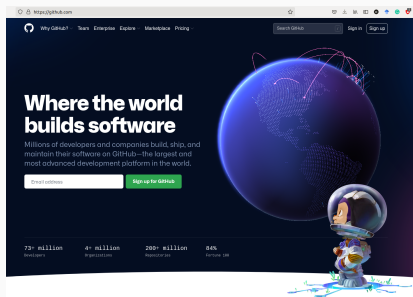 https://github.com
Why GitHub? Team Enterprise Explore Marketplace Pricing
Search GitHub
Sign in Sign up
Where the world
builds software
Millions of developers and companies build, ship, and
maintain their software on GitHub—the largest and
most advanced development platform in the world.
Email address
Sign up for GitHub
73+ million 4+ million 200+ million 84%
Developers Organizations Repositories Fortune 100